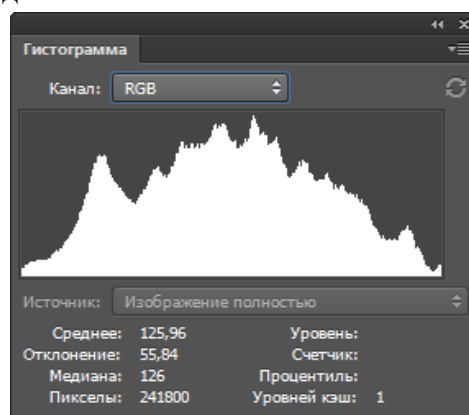 Гистограмма
Канал: RGB
Источник: Изображение полностью
Среднее: 125,96 Уровень:
Отклонение: 55,84 Счетчик:
Медиана: 126 Процентиль:
Пикселы: 241800 Уровней кэш: 1